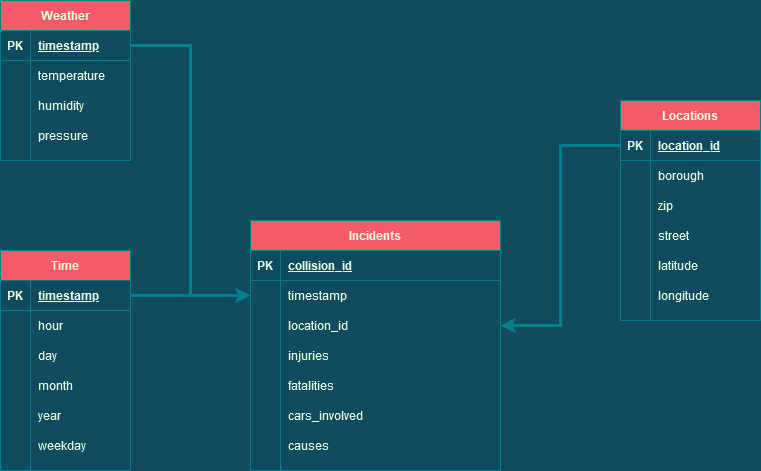 Weather
PK timestamp
temperature
humidity
pressure
Locations
PK location_id
borough
zip
street
latitude
longitude
Incidents
PK collision_id
timestamp
location_id
injuries
fatalities
cars_involved
causes
Time
PK timestamp
hour
day
month
year
weekday